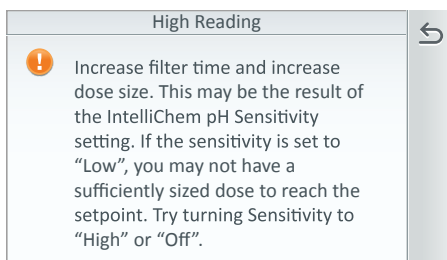 High Reading
Increase filter time and increase
dose size. This may be the result of
the IntelliChem pH Sensitivity
setting. If the sensitivity is set to
“Low”, you may not have a
sufficiently sized dose to reach the
setpoint. Try turning Sensitivity to
“High” or “Off”.